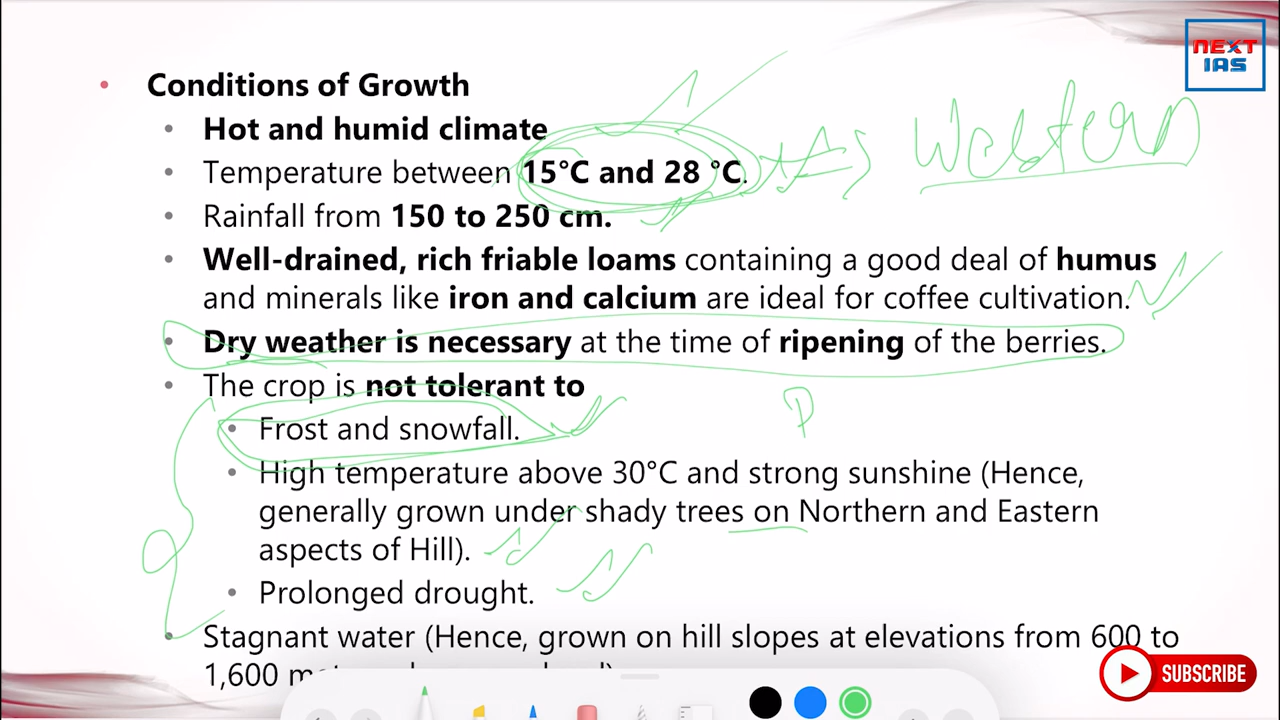 NEXT
IAS
• Conditions of Growth
• Hot and humid climate
• Temperature between 15°C and 28 °C.
Western
• Rainfall from 150 to 250 cm.
• Well-drained, rich friable loams containing a good deal of humus
and minerals like iron and calcium are ideal for coffee cultivation.
• Dry weather is necessary at the time of ripening of the berries.
• The crop is not tolerant to
P
• Frost and snowfall.
• High temperature above 30°C and strong sunshine (Hence,
generally grown under shady trees on Northern and Eastern
aspects of Hill).
• Prolonged drought.
• Stagnant water (Hence, grown on hill slopes at elevations from 600 to
1,600
SUBSCRIBE